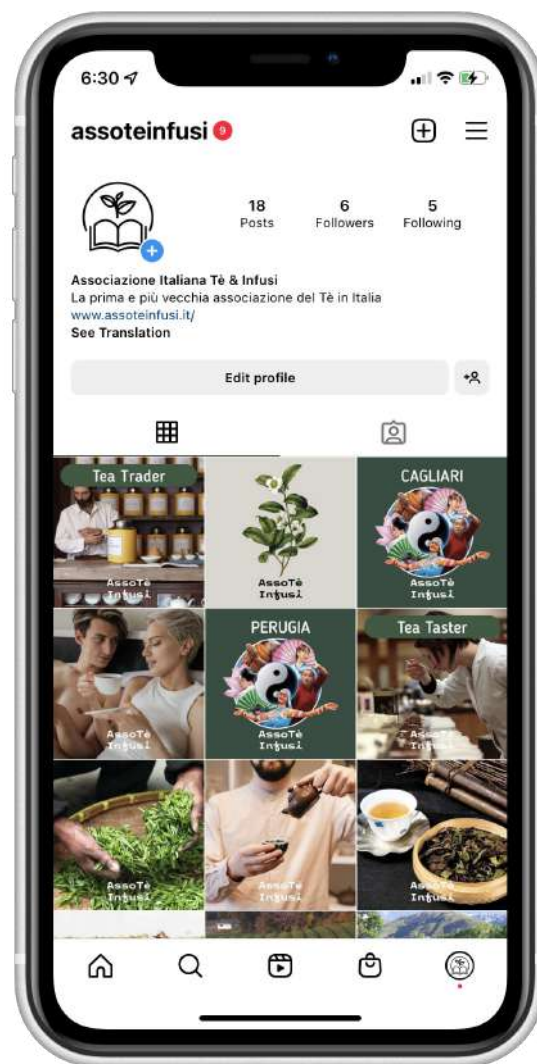 6:30
assoteinfusi 9
18 6 5
Posts Followers Following
Associazione Italiana Tè & Infusi
La prima e più vecchia associazione del Tè in Italia
www.assoteinfusi.it/
See Translation
Edit profile
Tea Trader
AssoTè
Infusi
AssoTè
Infusi
CAGLIARI
AssoTè
Infusi
AssoTè
Infusi
PERUGIA
AssoTè
Infusi
Tea Taster
AssoTè
Infusi
AssoTè
Infusi
AssoTè
Infusi
AssoTè
Infusi